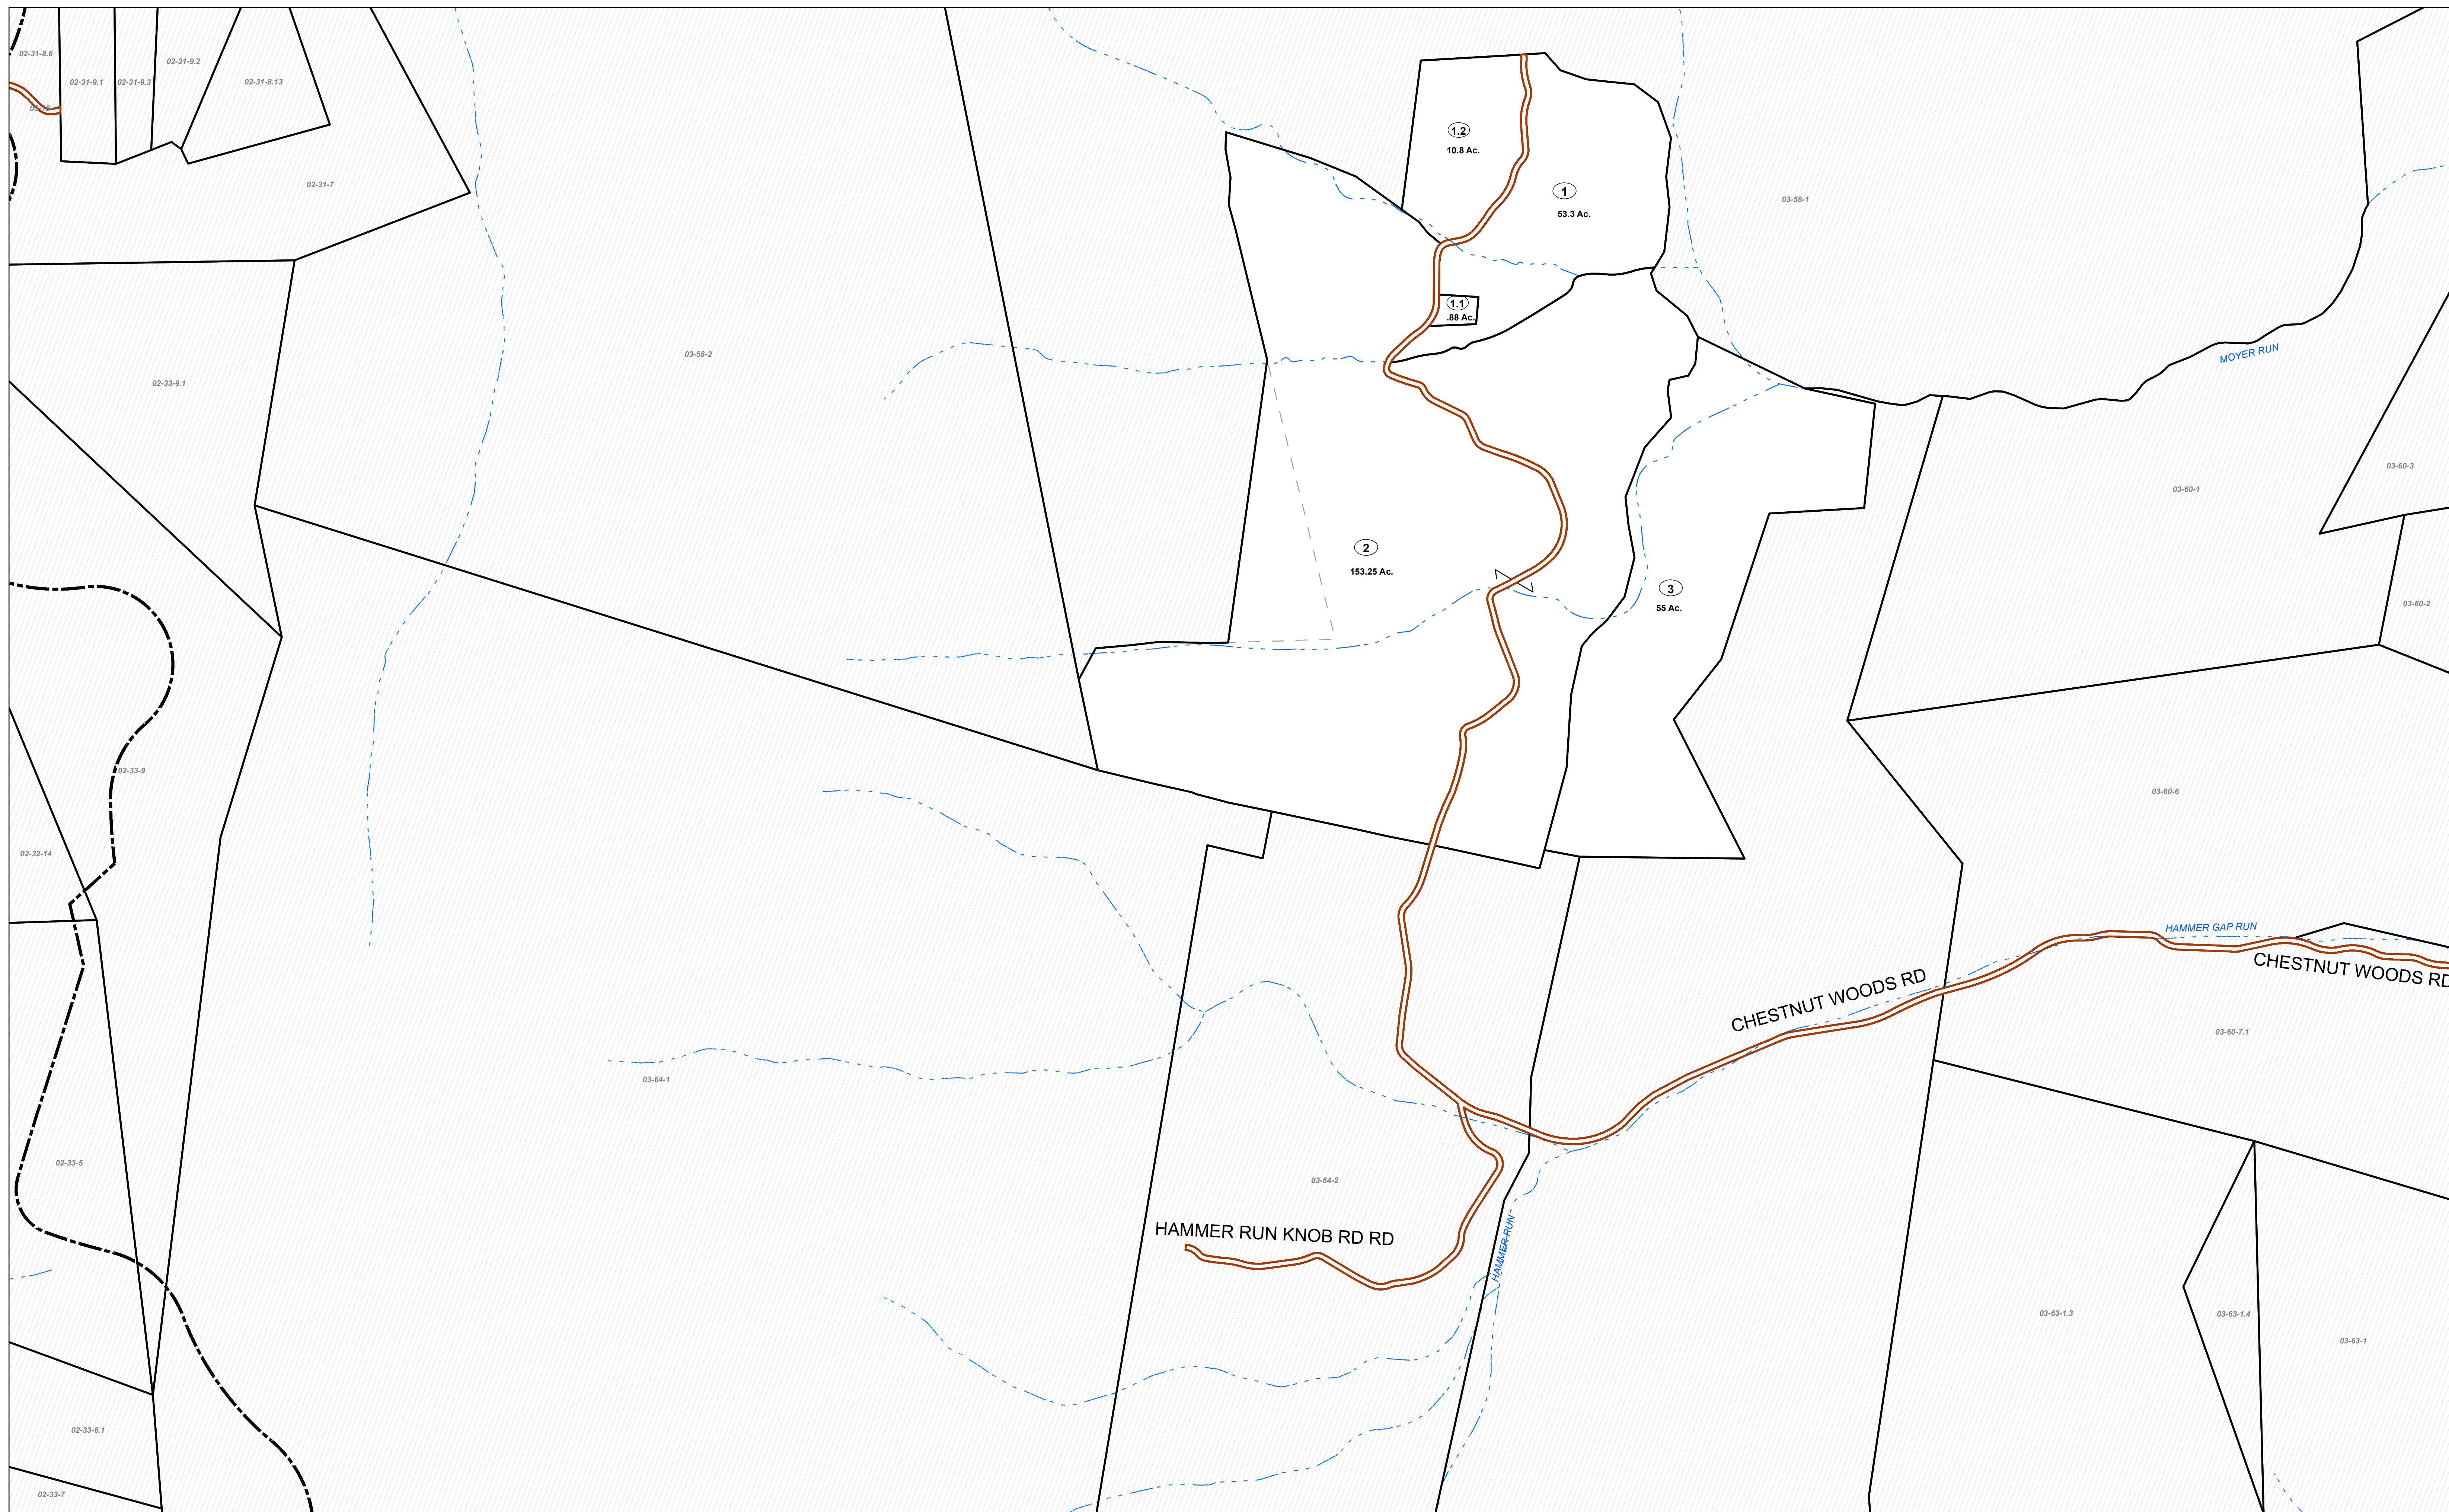 02-31-8.6
02-31-9.1
02-31-9.3
02-31-9.2
02-31-8.13
02-31-7
1.2
10.8 Ac.
1
53.3 Ac.
03-58-1
1.1
.88 Ac.
03-58-2
02-33-9.1
MOYER RUN
03-60-3
03-60-1
2
153.25 Ac.
3
55 Ac.
03-60-2
02-33-9
03-60-6
02-32-14
HAMMER GAP RUN
CHESTNUT WOODS RD
CHESTNUT WOODS RD
03-60-7.1
03-64-1
02-33-5
03-64-2
HAMMER RUN KNOB RD RD
HAMMER RUN
03-63-1.3
03-63-1.4
03-63-1
02-33-6.1
02-33-7